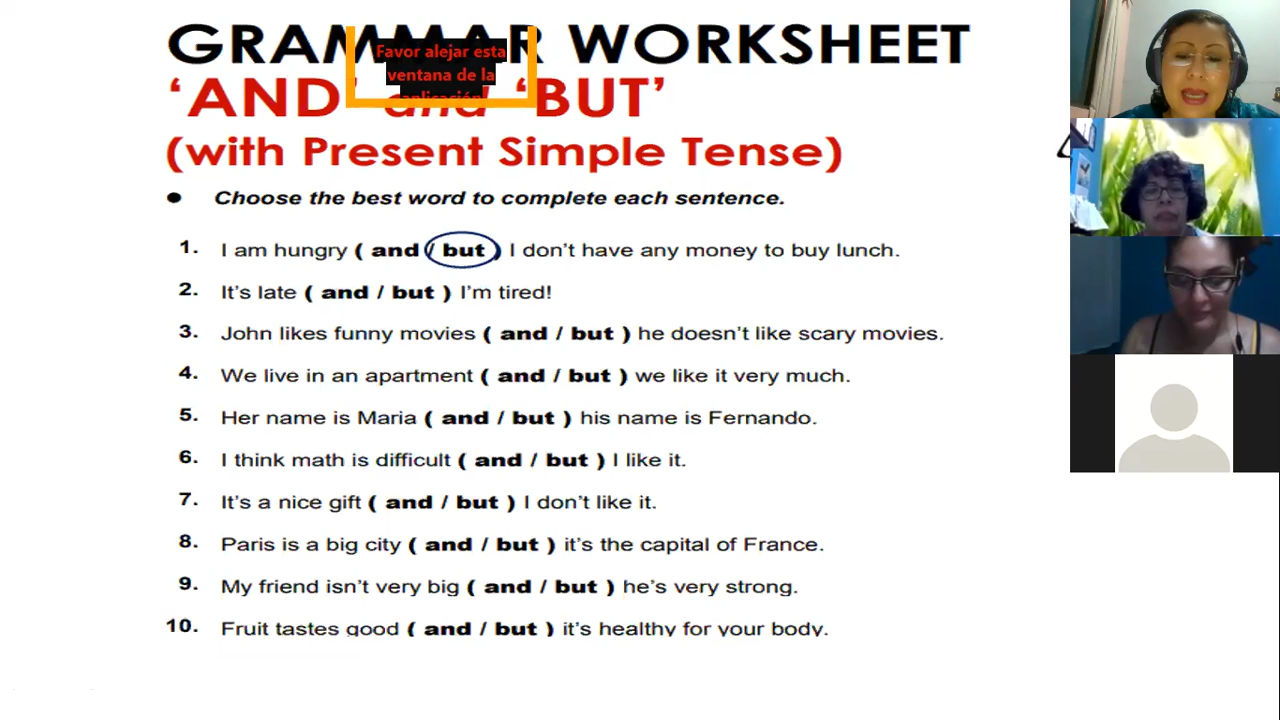 GRAMMAR WORKSHEET
Favor alejar esta
ventana de la
aplicación
‘AND’ and ‘BUT’
(with Present Simple Tense)
● Choose the best word to complete each sentence.
1. I am hungry ( and / but ) I don’t have any money to buy lunch.
2. It’s late ( and / but ) I’m tired!
3. John likes funny movies ( and / but ) he doesn’t like scary movies.
4. We live in an apartment ( and / but ) we like it very much.
5. Her name is Maria ( and / but ) his name is Fernando.
6. I think math is difficult ( and / but ) I like it.
7. It’s a nice gift ( and / but ) I don’t like it.
8. Paris is a big city ( and / but ) it’s the capital of France.
9. My friend isn’t very big ( and / but ) he’s very strong.
10. Fruit tastes good ( and / but ) it’s healthy for your body.